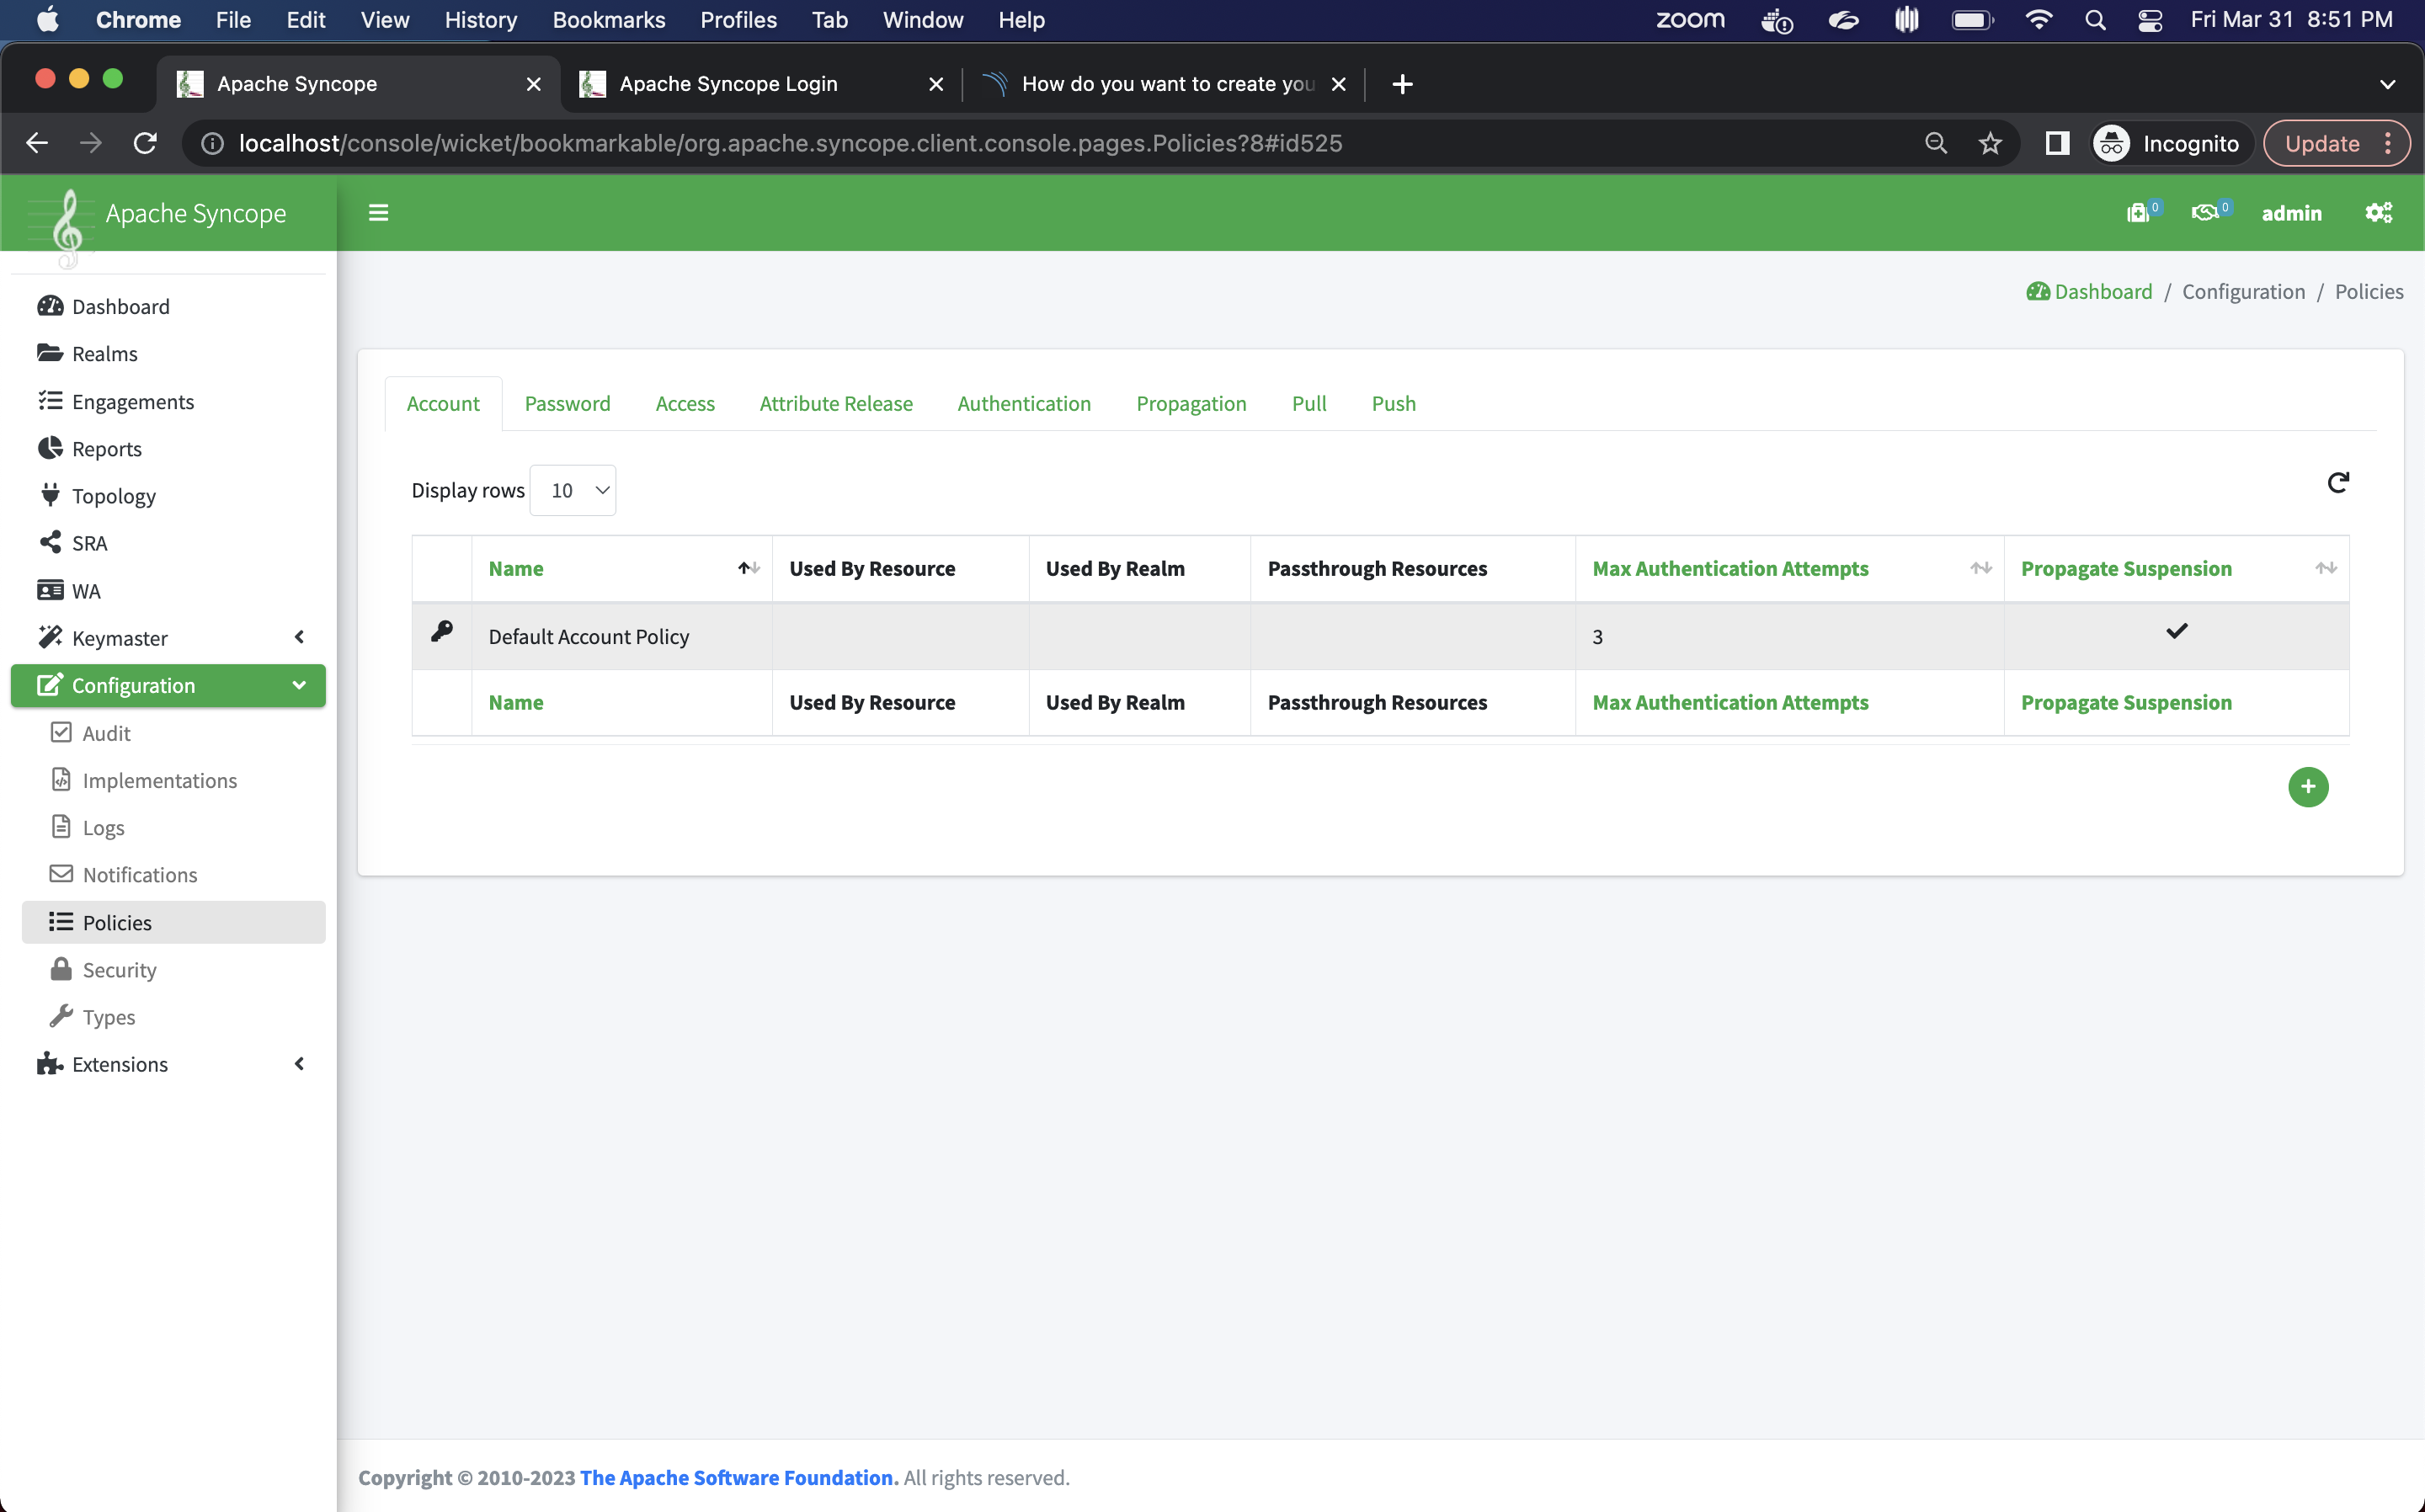 Chrome File Edit View History Bookmarks Profiles Tab Window Help zoom Fri Mar 31 8:51 PM
Apache Syncope Apache Syncope Login How do you want to create you
localhost/console/wicket/bookmarkable/org.apache.syncope.client.console.pages.Policies?8#id525 Incognito Update
Apache Syncope 0 0 admin
Dashboard / Configuration / Policies
Dashboard
Realms
Engagements
Reports
Topology
SRA
WA
Keymaster
Configuration
Audit
Implementations
Logs
Notifications
Policies
Security
Types
Extensions
Account Password Access Attribute Release Authentication Propagation Pull Push
Display rows 10
Name Used By Resource Used By Realm Passthrough Resources Max Authentication Attempts Propagate Suspension
Default Account Policy 3
Name Used By Resource Used By Realm Passthrough Resources Max Authentication Attempts Propagate Suspension
Copyright © 2010-2023 The Apache Software Foundation. All rights reserved.